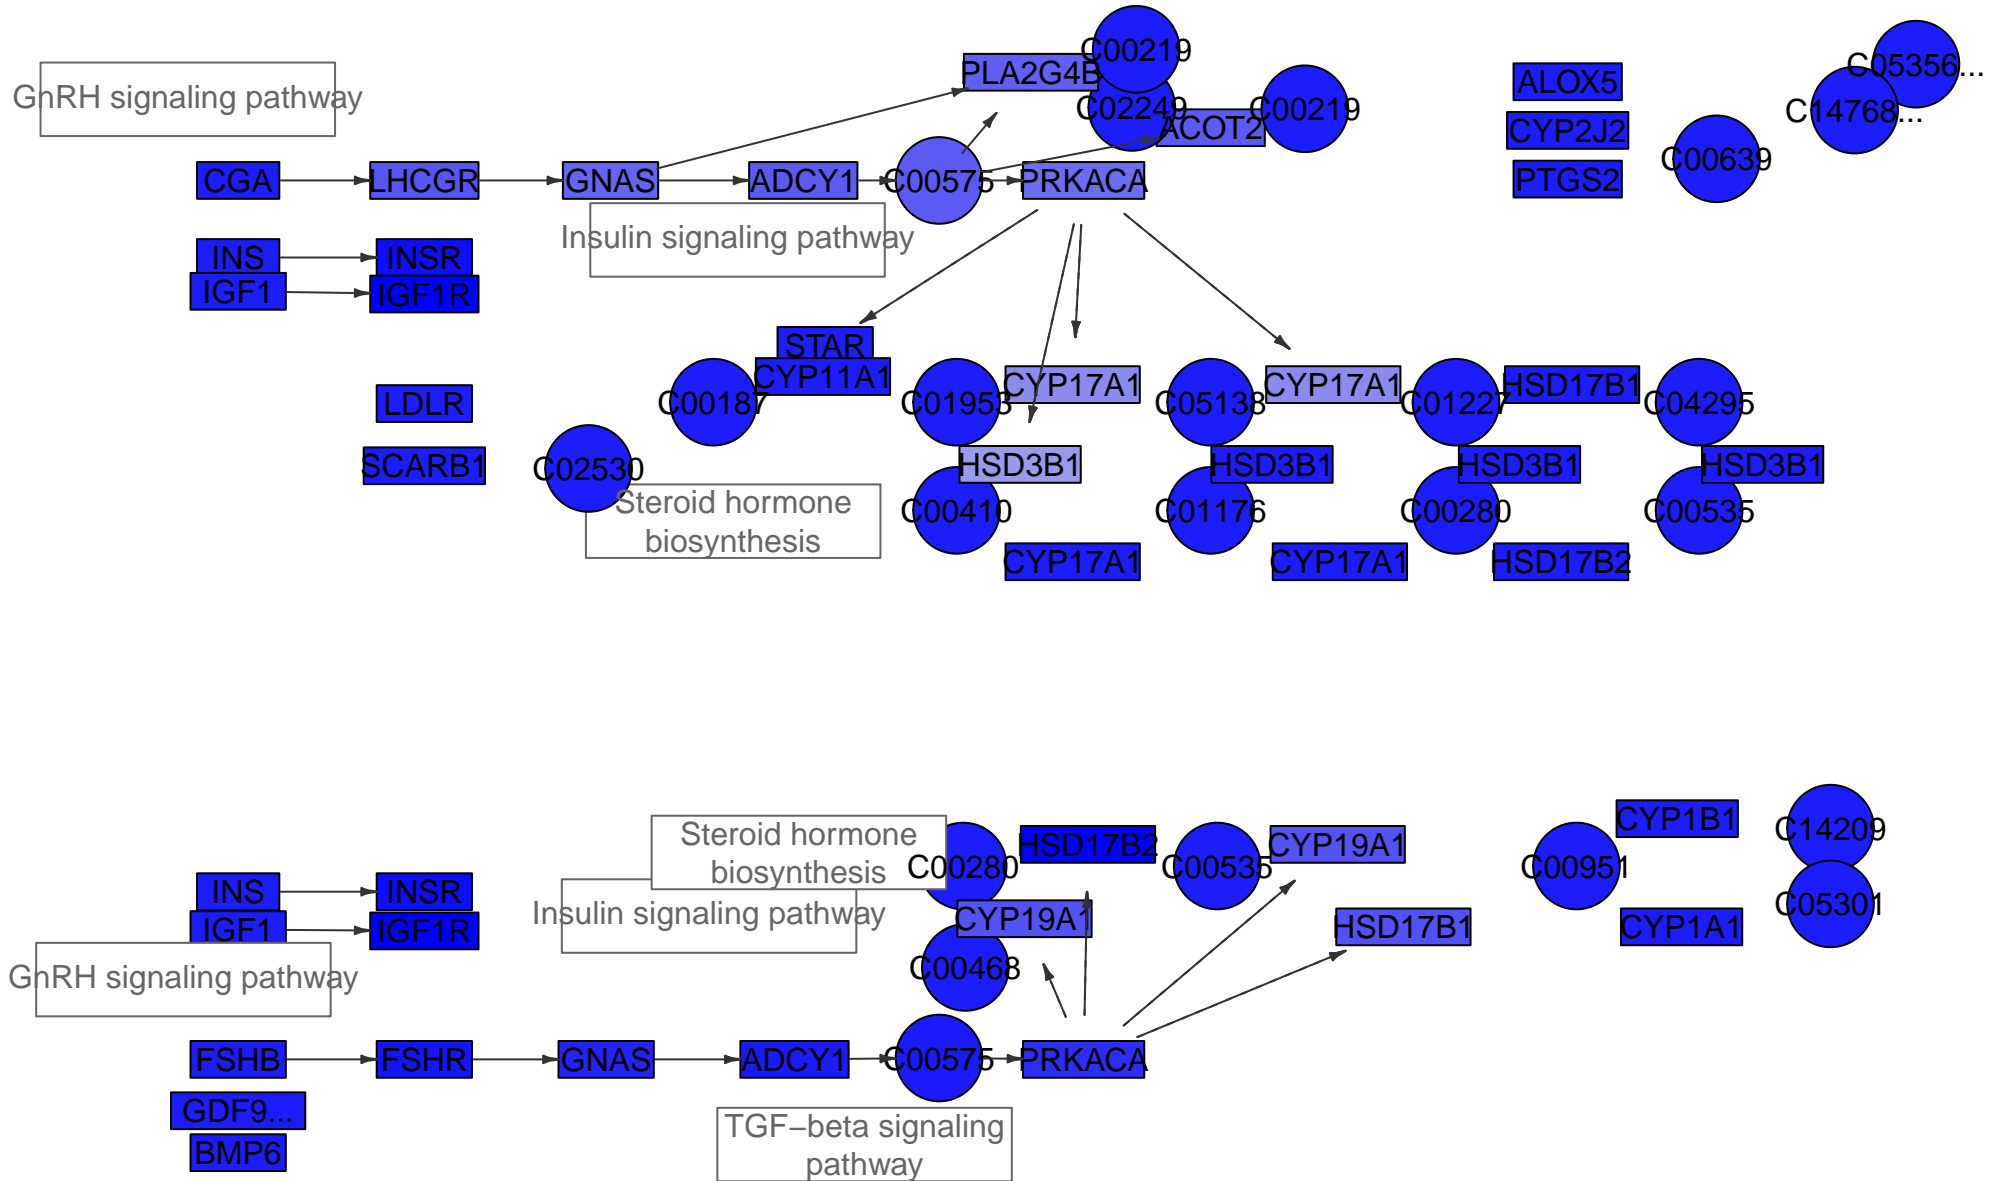 C00219
C05356...
PLA2G4B
ALOX5
GnRH signaling pathway
C02249
C00219
C14768...
ACOT2
CYP2J2
C00639
CGA
LHCGR
GNAS
ADCY1
C00575
PRKACA
PTGS2
Insulin signaling pathway
INS
INSR
IGF1
IGF1R
STAR
CYP11A1
CYP17A1
CYP17A1
HSD17B1
LDLR
C00187
C01953
C05138
C01227
C04295
SCARB1
C02530
HSD3B1
HSD3B1
HSD3B1
HSD3B1
Steroid hormone
biosynthesis
C00410
C01176
C00280
C00535
CYP17A1
CYP17A1
HSD17B2
Steroid hormone
biosynthesis
C00280
HSD17B2
C00535
CYP19A1
C00951
CYP1B1
C14209
INS
INSR
Insulin signaling pathway
CYP19A1
HSD17B1
CYP1A1
C05301
IGF1
IGF1R
GnRH signaling pathway
C00468
FSHB
FSHR
GNAS
ADCY1
C00575
PRKACA
GDF9...
BMP6
TGF−beta signaling
pathway